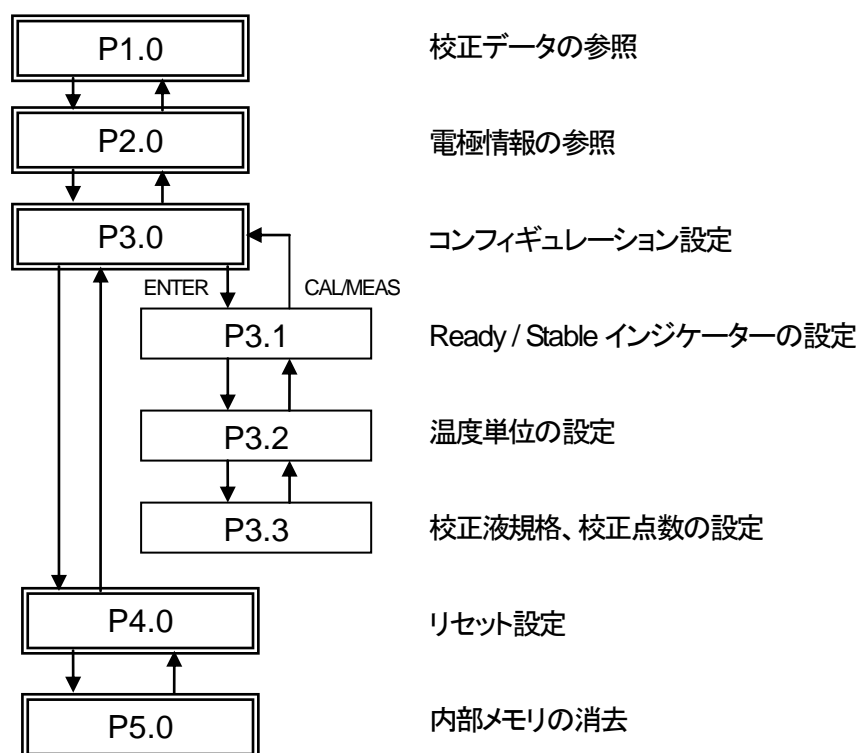 P1.0 校正データの参照
P2.0 電極情報の参照
P3.0 コンフィギュレーション設定
ENTER CAL/MEAS
P3.1 Ready / Stable インジケーターの設定
P3.2 温度単位の設定
P3.3 校正液規格、校正点数の設定
P4.0 リセット設定
P5.0 内部メモリの消去